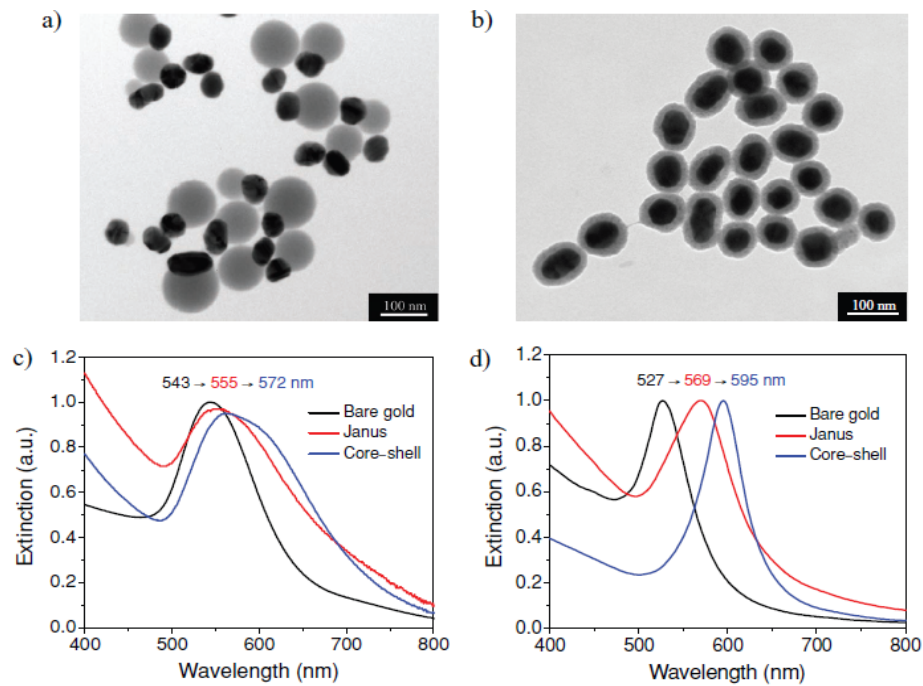 a)
b)
100 nm
100 nm
c)
543 → 555 → 572 nm
Bare gold
Janus
Core–shell
1.2
1.0
0.8
0.6
0.4
0.2
0.0
Extinction (a.u.)
400 500 600 700 800
Wavelength (nm)
d)
527 → 569 → 595 nm
Bare gold
Janus
Core–shell
1.2
1.0
0.8
0.6
0.4
0.2
0.0
Extinction (a.u.)
400 500 600 700 800
Wavelength (nm)